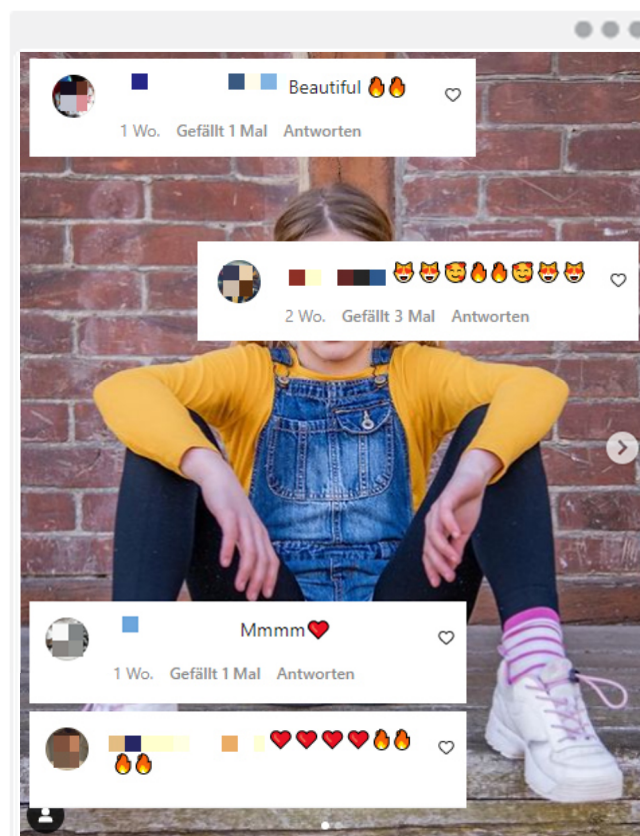 Beautiful 🔥🔥
1 Wo. Gefällt 1 Mal Antworten
😻😻🥰🔥🔥🥰😻😻
2 Wo. Gefällt 3 Mal Antworten
Mmmm❤️
1 Wo. Gefällt 1 Mal Antworten
❤️❤️❤️❤️🔥🔥
🔥🔥